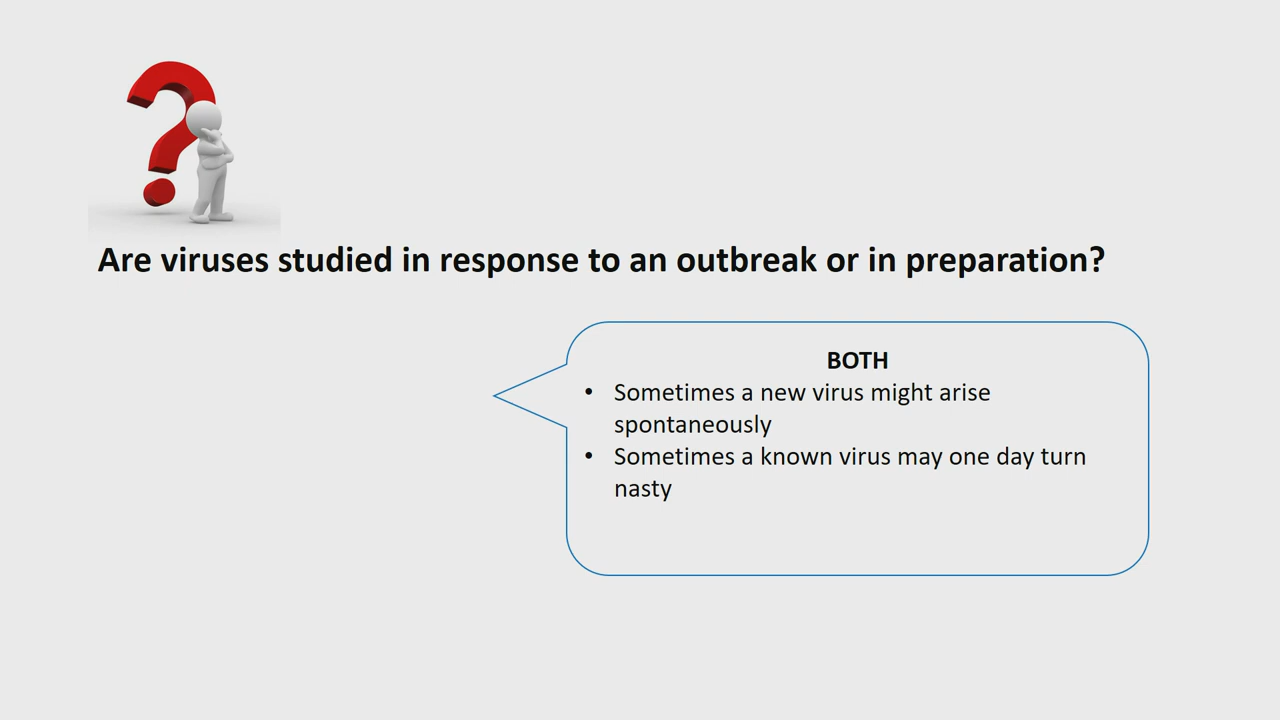 Are viruses studied in response to an outbreak or in preparation?
BOTH
• Sometimes a new virus might arise
spontaneously
• Sometimes a known virus may one day turn
nasty